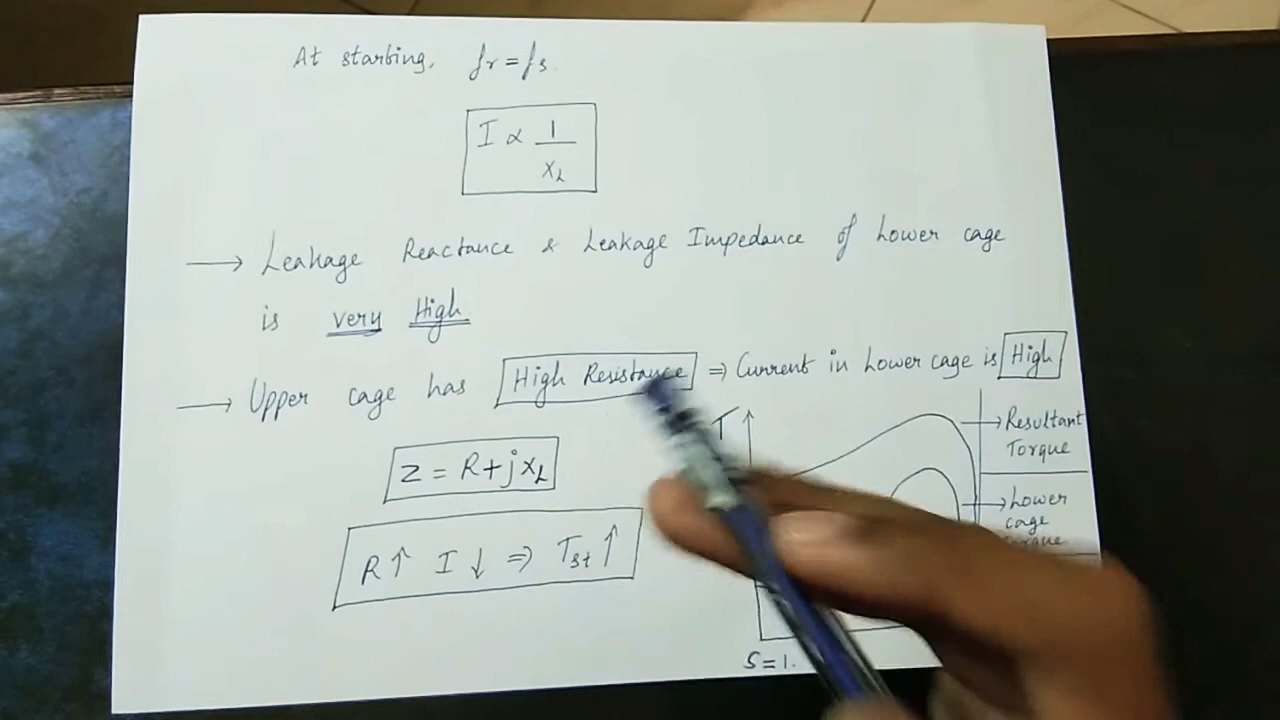 At starting, fr = fs.
I ∝ 1/XL
→ Leakage Reactance & Leakage Impedance of Lower cage
is very High
→ Upper cage has High Resistance ⇒ Current in Lower cage is High
Z = R+jXL
R↑ I↓ ⇒ Tst↑
T
→ Resultant
Torque
→ Lower
cage
S=1.